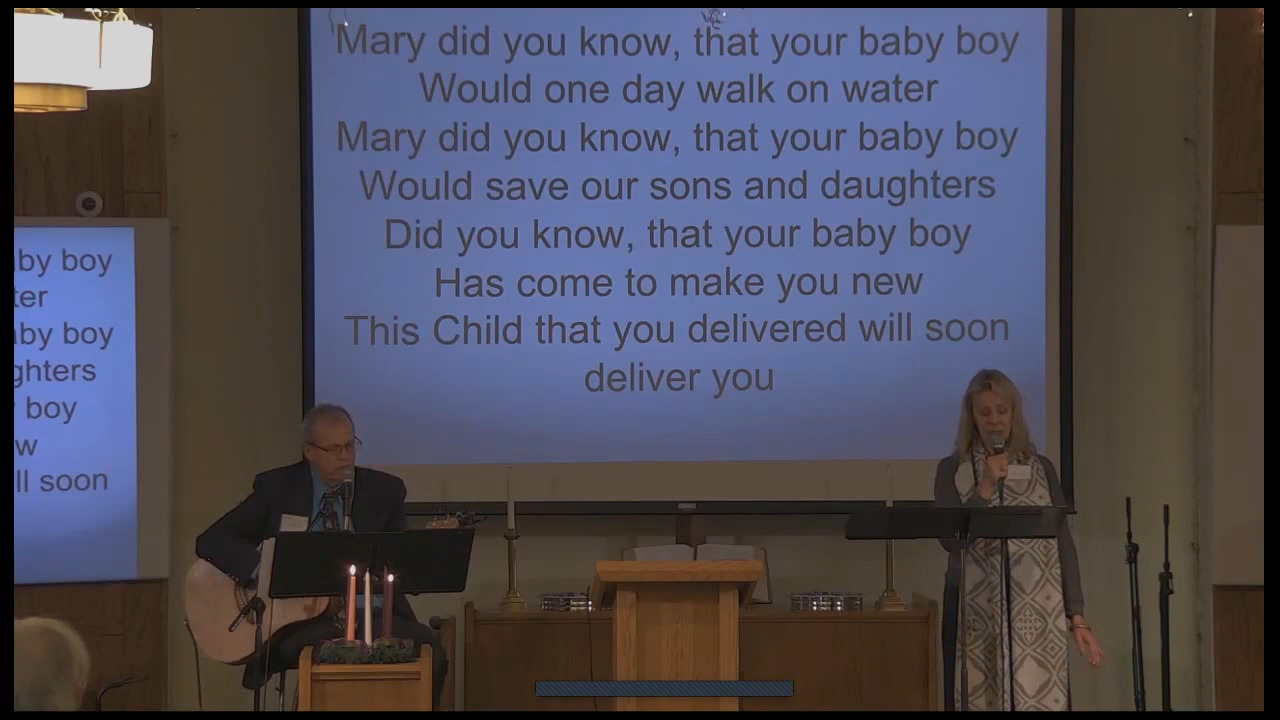 Mary did you know, that your baby boy
Would one day walk on water
Mary did you know, that your baby boy
Would save our sons and daughters
Did you know, that your baby boy
Has come to make you new
This Child that you delivered will soon
deliver you
by boy
ter
aby boy
ghters
boy
w
ll soon